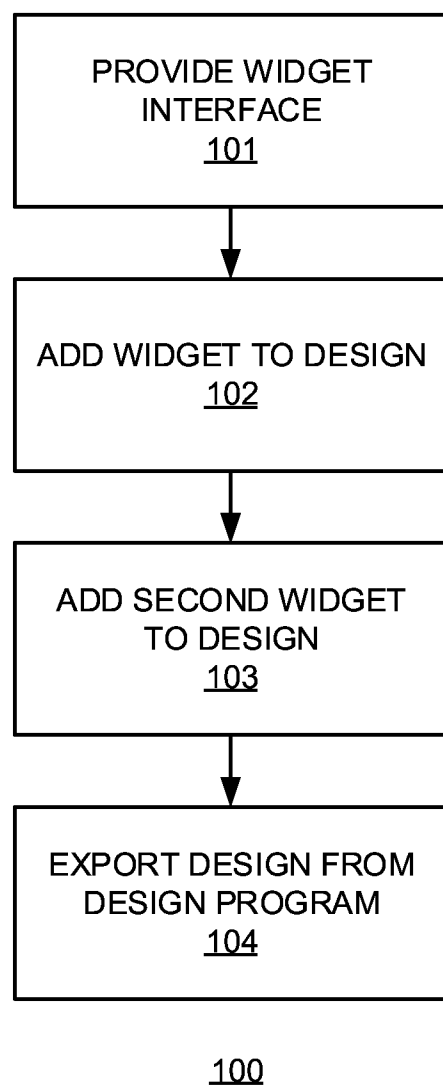 PROVIDE WIDGET
INTERFACE
101
ADD WIDGET TO DESIGN
102
ADD SECOND WIDGET
TO DESIGN
103
EXPORT DESIGN FROM
DESIGN PROGRAM
104
100